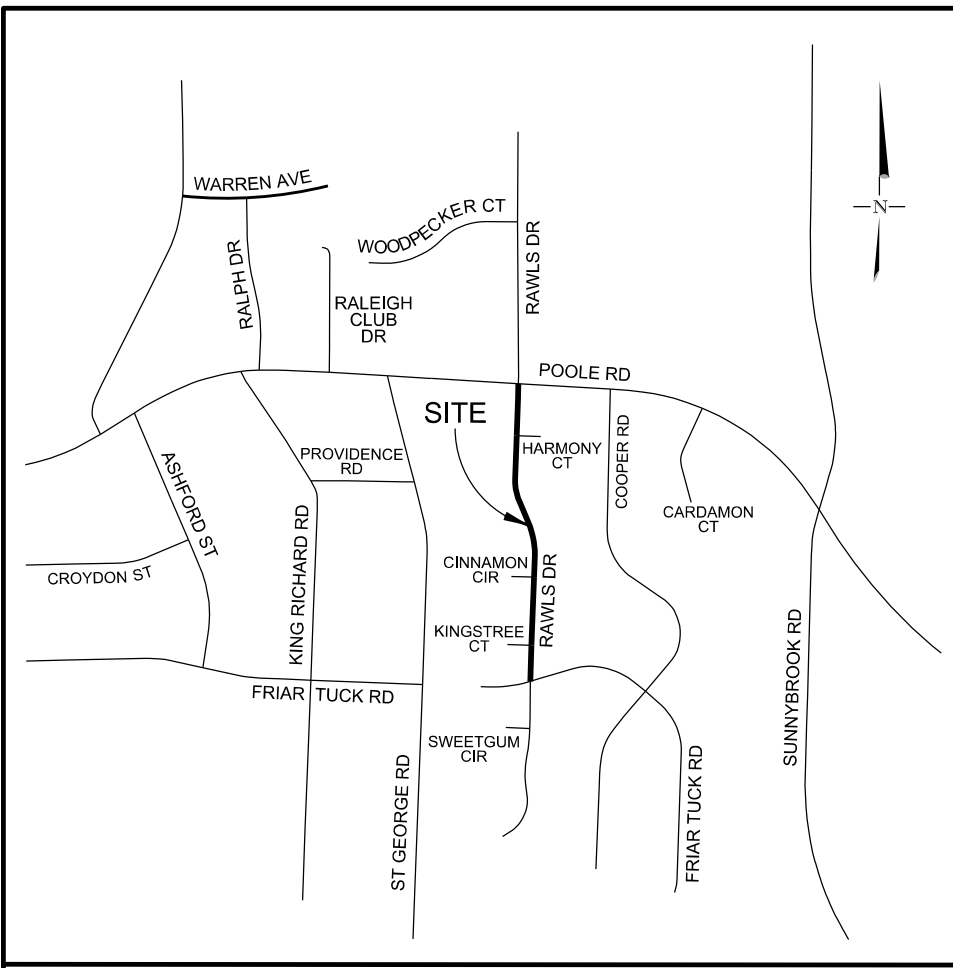 WARREN AVE
WOODPECKER CT
RAWLS DR
N
RALPH DR
RALEIGH
CLUB
DR
POOLE RD
SITE
HARMONY
CT
COOPER RD
PROVIDENCE
RD
ASHFORD ST
CARDAMON
CT
KING RICHARD RD
CROYDON ST
CINNAMON
CIR
RAWLS DR
KINGSTREE
CT
SUNNYBROOK RD
FRIAR TUCK RD
SWEETGUM
CIR
ST GEORGE RD
FRIAR TUCK RD